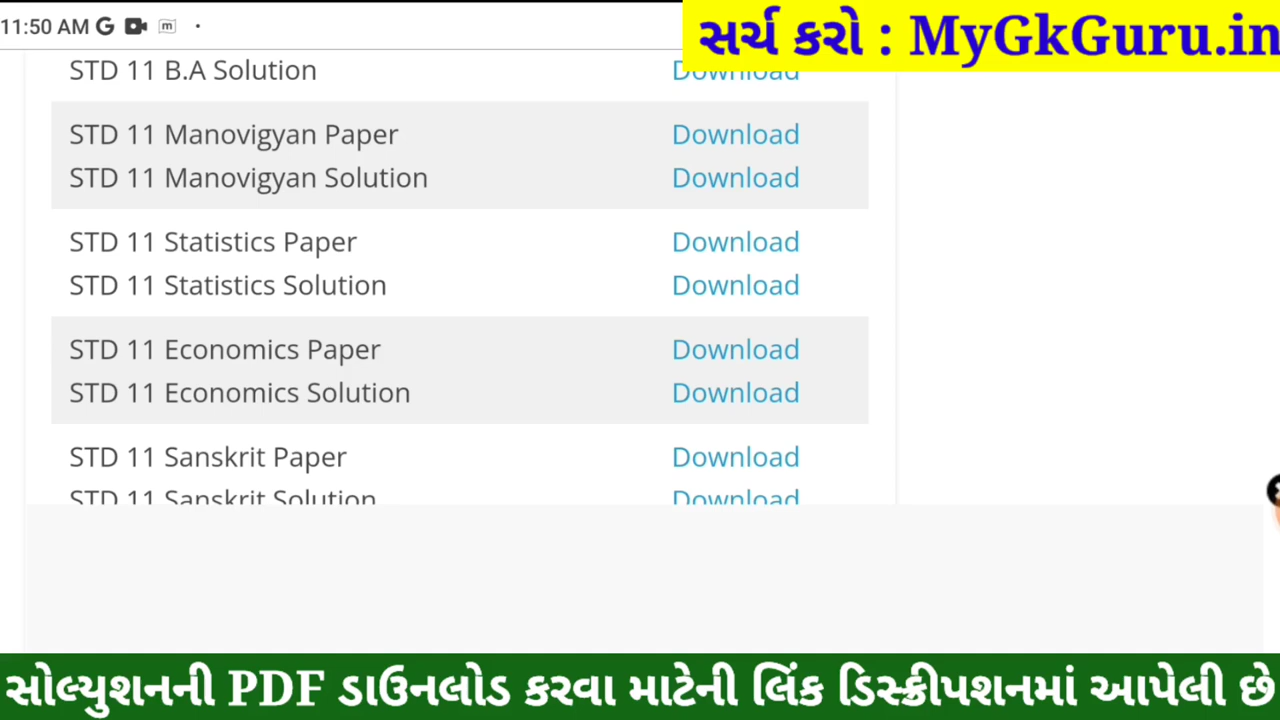 11:50 AM G m
સર્ચ કરો : MyGkGuru.in
STD 11 B.A Solution Download
STD 11 Manovigyan Paper Download
STD 11 Manovigyan Solution Download
STD 11 Statistics Paper Download
STD 11 Statistics Solution Download
STD 11 Economics Paper Download
STD 11 Economics Solution Download
STD 11 Sanskrit Paper Download
STD 11 Sanskrit Solution Download
સોલ્યુશનની PDF ડાઉનલોડ કરવા માટેની લિંક ડિસ્ક્રીપશનમાં આપેલી છે